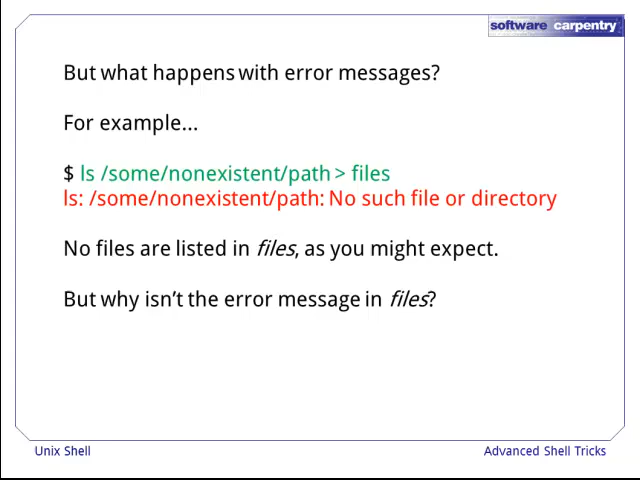 software carpentry
But what happens with error messages?
For example...
$ ls /some/nonexistent/path > files
ls: /some/nonexistent/path: No such file or directory
No files are listed in files, as you might expect.
But why isn't the error message in files?
Unix Shell
Advanced Shell Tricks